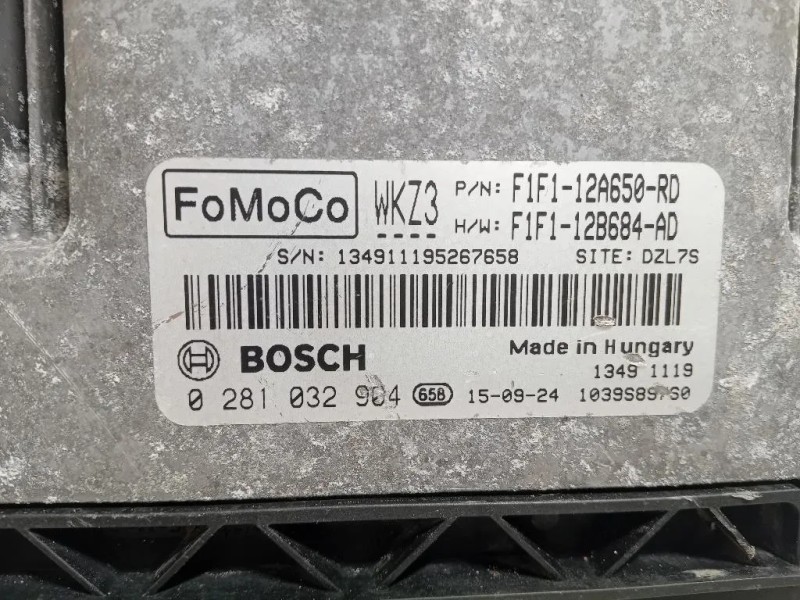 FoMoCo WKZ3 P/N: F1F1-12A650-RD
H/W: F1F1-12B684-AD
S/N: 134911195267658 SITE: DZL7S
BOSCH Made in Hungary
1349 1119
0 281 032 658 15-09-24